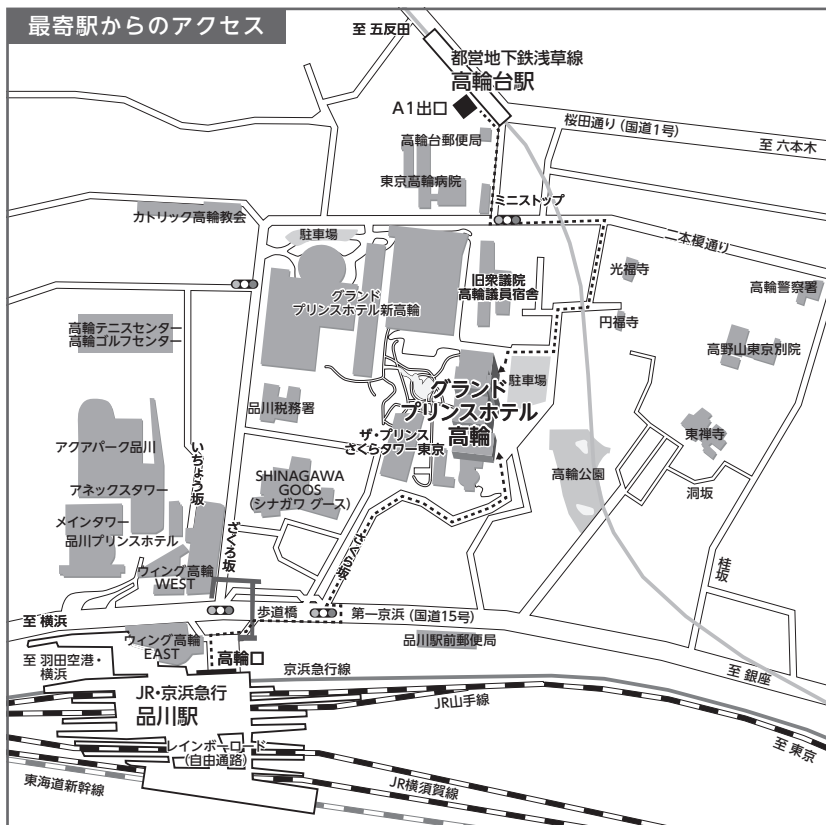 最寄駅からのアクセス
至 五反田
都営地下鉄浅草線
高輪台駅
A1出口
桜田通り（国道1号）
至 六本木
高輪台郵便局
東京高輪病院
ミニストップ
カトリック高輪教会
駐車場
二本榎通り
旧衆議院
高輪議員宿舎
光福寺
高輪警察署
グランド
プリンスホテル新高輪
円福寺
高輪テニスセンター
高輪ゴルフセンター
高野山東京別院
駐車場
グランド
プリンスホテル
高輪
品川税務署
ザ・プリンス
さくらタワー東京
東禅寺
アクアパーク品川
いちょう坂
SHINAGAWA
GOOS
（シナガワ グース）
高輪公園
洞坂
アネックスタワー
メインタワー
品川プリンスホテル
ざくろ坂
さくら坂
桂坂
ウィング高輪
WEST
至 横浜
歩道橋
第一京浜（国道15号）
ウィング高輪
EAST
高輪口
品川駅前郵便局
至 羽田空港・
横浜
京浜急行線
至 銀座
JR・京浜急行
品川駅
JR山手線
至 東京
レインボーロード
（自由通路）
東海道新幹線
JR横須賀線